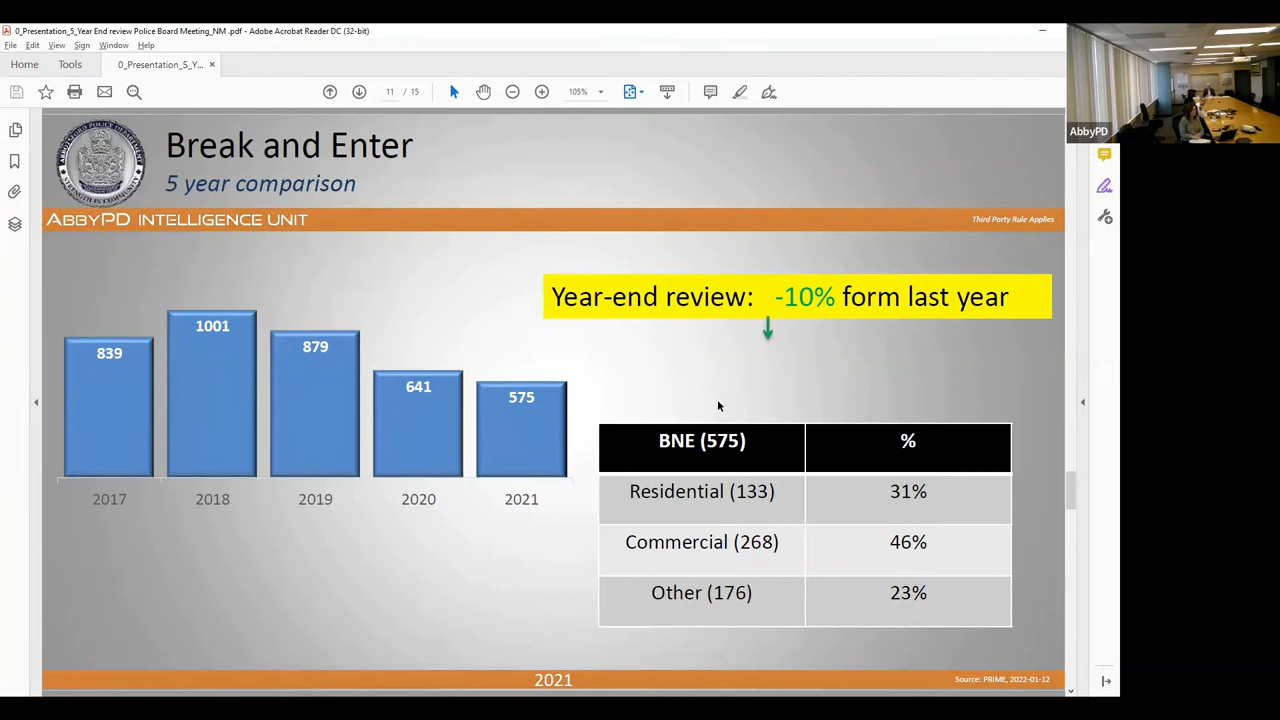 0_Presentation_5_Year End review Police Board Meeting_NM .pdf - Adobe Acrobat Reader DC (32-bit)
File Edit View Sign Window Help
Home Tools 0_Presentation_5_Y... ×
11 / 15 105%
AbbyPD
Break and Enter
5 year comparison
ABBYPD INTELLIGENCE UNIT Third Party Rule Applies
Year-end review: -10% form last year
839 1001 879 641 575
2017 2018 2019 2020 2021
BNE (575) %
Residential (133) 31%
Commercial (268) 46%
Other (176) 23%
2021 Source: PRIME, 2022-01-12